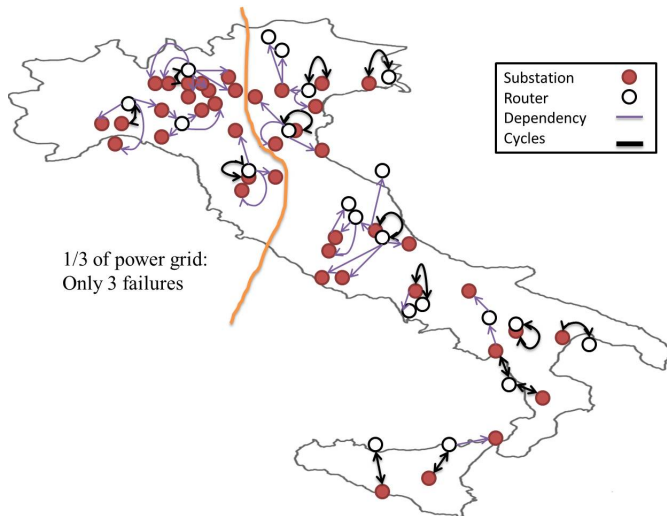 Substation
Router
Dependency
Cycles
1/3 of power grid:
Only 3 failures